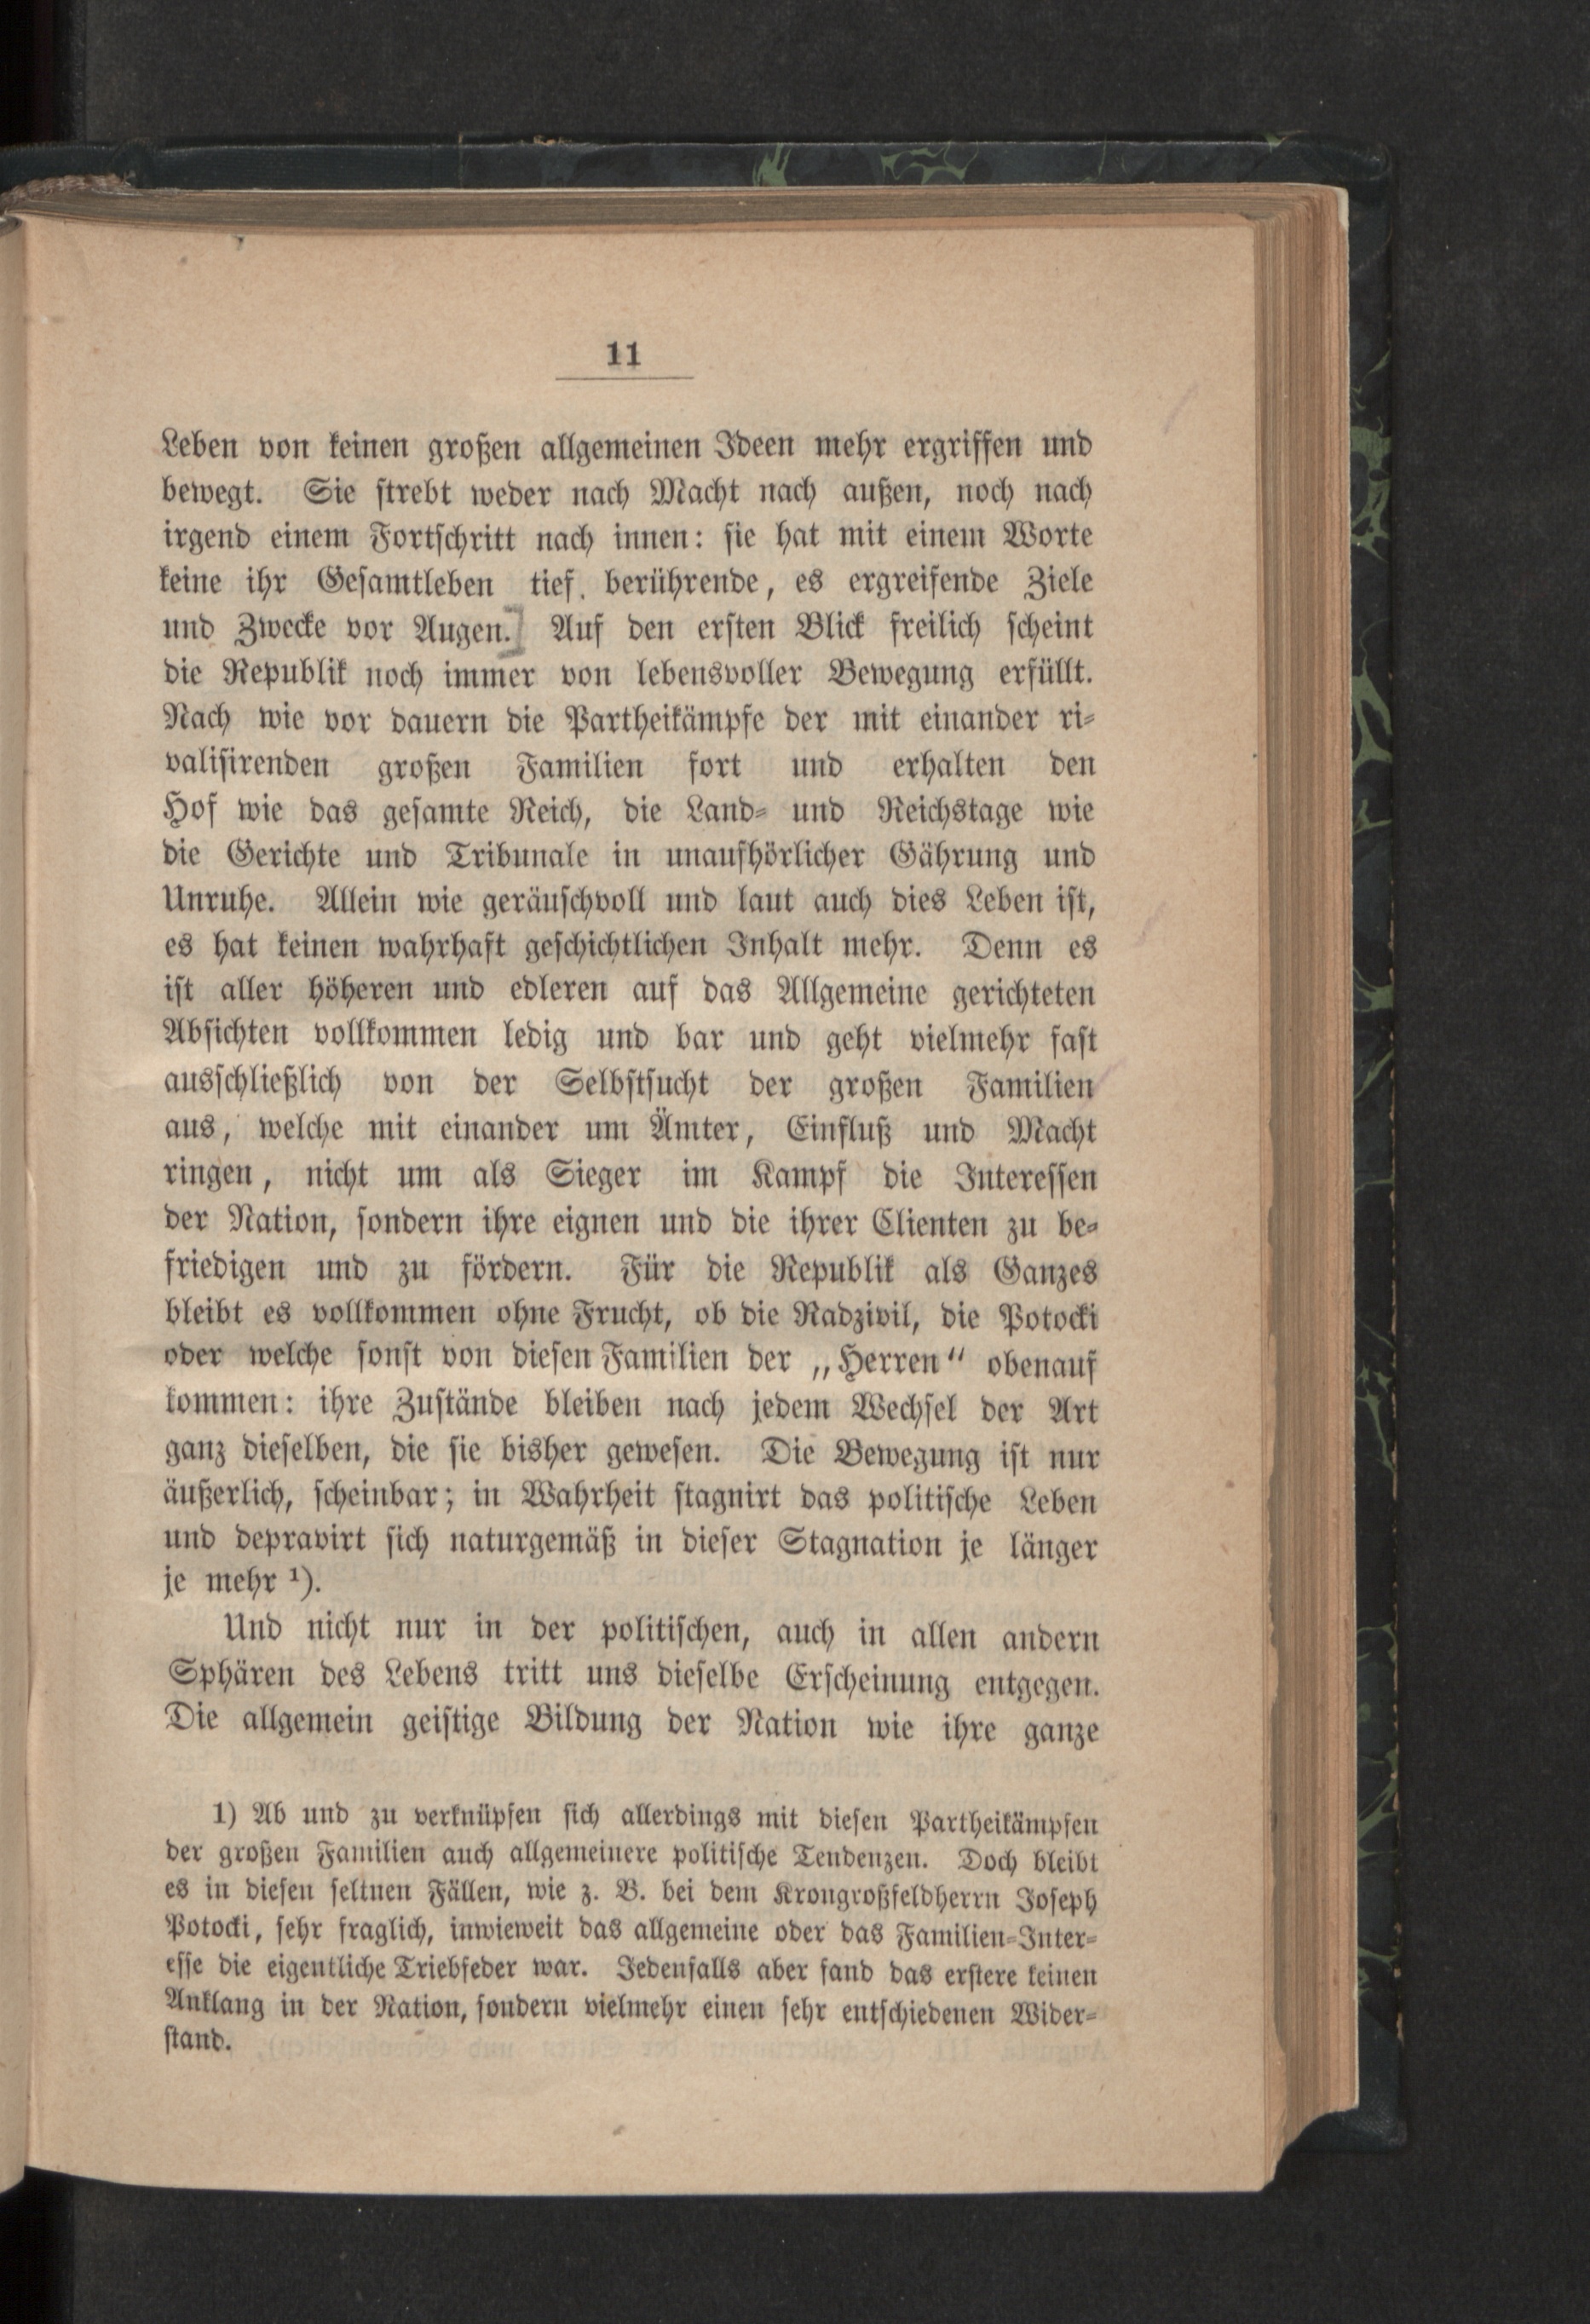 11
Leben von keinen großen allgemeinen Ideen mehr ergriffen und
bewegt. Sie strebt weder nach Macht nach außen, noch nach
irgend einem Fortschritt nach innen: sie hat mit einem Worte
keine ihr Gesamtleben tief berührende, es ergreifende Ziele
und Zwecke vor Augen.] Auf den ersten Blick freilich scheint
die Republik noch immer von lebensvoller Bewegung erfüllt.
Nach wie vor dauern die Partheikämpfe der mit einander ri-
valisirenden großen Familien fort und erhalten den
Hof wie das gesamte Reich, die Land- und Reichstage wie
die Gerichte und Tribunale in unaufhörlicher Gährung und
Unruhe. Allein wie geräuschvoll und laut auch dies Leben ist,
es hat keinen wahrhaft geschichtlichen Inhalt mehr. Denn es
ist aller höheren und edleren auf das Allgemeine gerichteten
Absichten vollkommen ledig und bar und geht vielmehr fast
ausschließlich von der Selbstsucht der großen Familien
aus, welche mit einander um Ämter, Einfluß und Macht
ringen, nicht um als Sieger im Kampf die Interessen
der Nation, sondern ihre eignen und die ihrer Clienten zu be-
friedigen und zu fördern. Für die Republik als Ganzes
bleibt es vollkommen ohne Frucht, ob die Radzivil, die Potocki
oder welche sonst von diesen Familien der „Herren“ obenauf
kommen: ihre Zustände bleiben nach jedem Wechsel der Art
ganz dieselben, die sie bisher gewesen. Die Bewegung ist nur
äußerlich, scheinbar; in Wahrheit stagnirt das politische Leben
und depravirt sich naturgemäß in dieser Stagnation je länger
je mehr ¹).
Und nicht nur in der politischen, auch in allen andern
Sphären des Lebens tritt uns dieselbe Erscheinung entgegen.
Die allgemein geistige Bildung der Nation wie ihre ganze
1) Ab und zu verknüpfen sich allerdings mit diesen Partheikämpfen
der großen Familien auch allgemeinere politische Tendenzen. Doch bleibt
es in diesen seltnen Fällen, wie z. B. bei dem Krongroßfeldherrn Joseph
Potocki, sehr fraglich, inwieweit das allgemeine oder das Familien-Inter-
esse die eigentliche Triebfeder war. Jedenfalls aber fand das erstere keinen
Anklang in der Nation, sondern vielmehr einen sehr entschiedenen Wider-
stand.